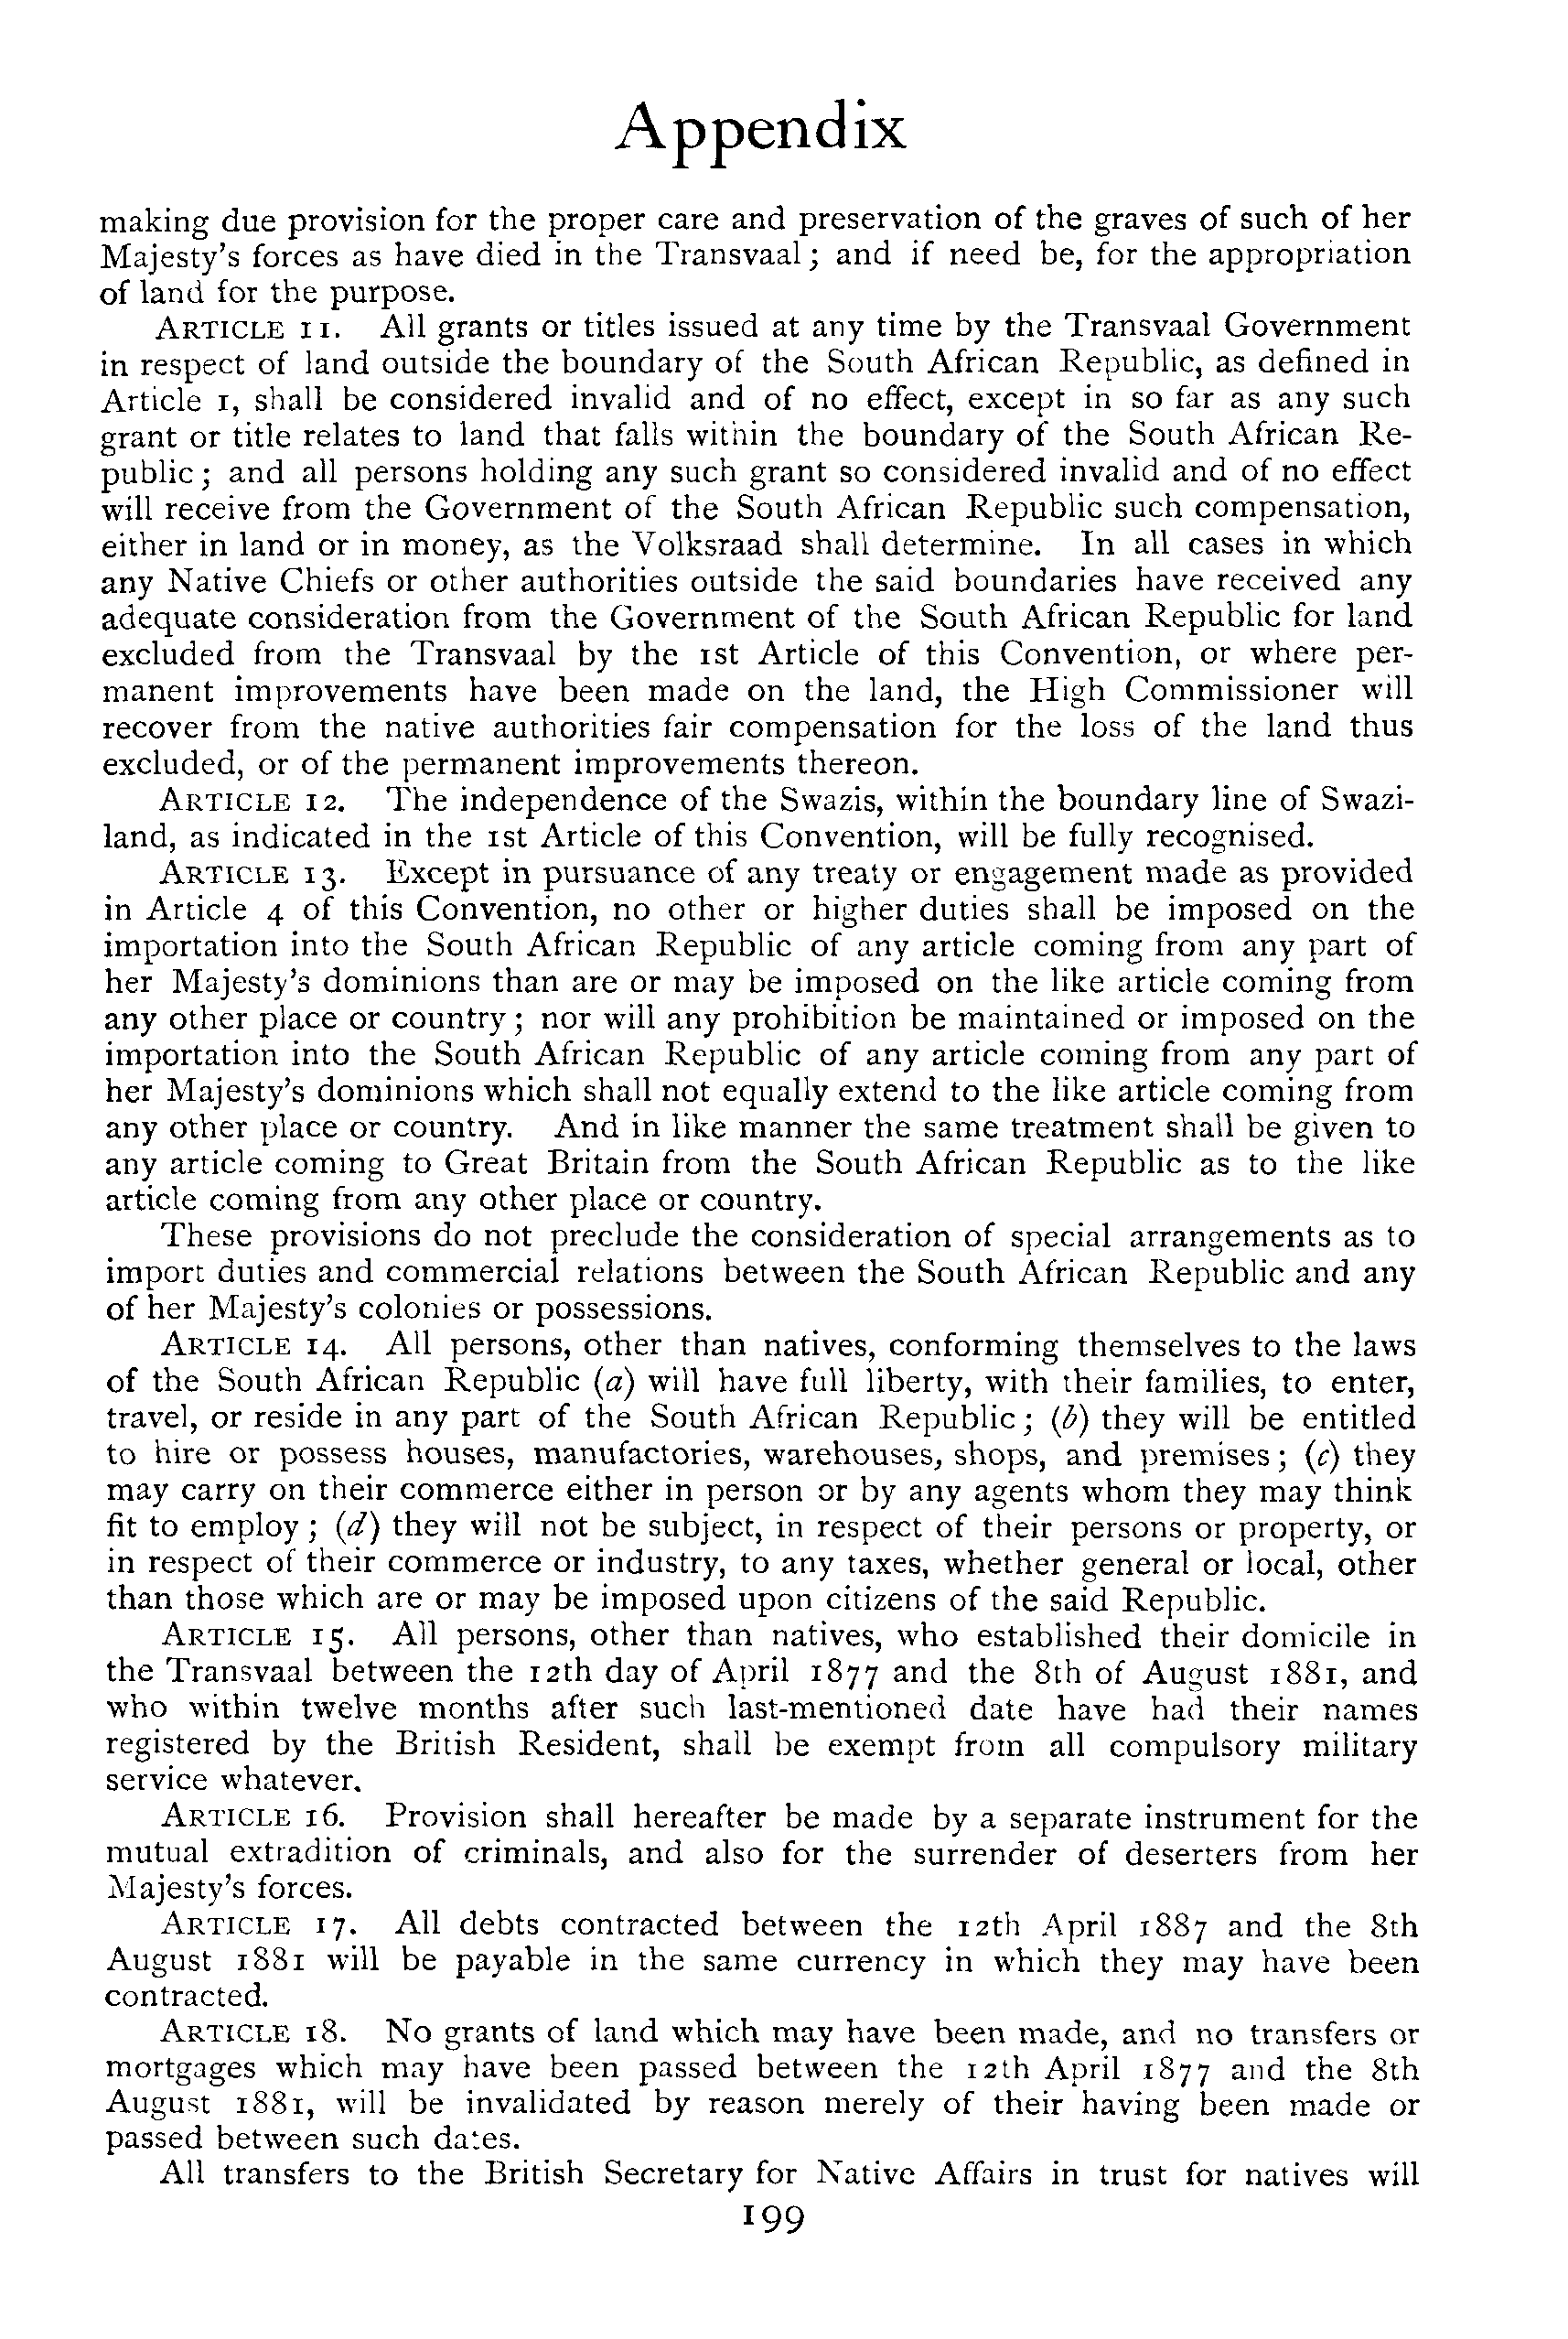 Appendix
making due provision for the proper care and preservation of the graves of such of her
Majesty's forces as have died in the Transvaal; and if need be, for the appropriation
of land for the purpose.
ARTICLE 11. All grants or titles issued at any time by the Transvaal Government
in respect of land outside the boundary of the South African Republic, as defined in
Article 1, shall be considered invalid and of no effect, except in so far as any such
grant or title relates to land that falls within the boundary of the South African Re-
public; and all persons holding any such grant so considered invalid and of no effect
will receive from the Government of the South African Republic such compensation,
either in land or in money, as the Volksraad shall determine. In all cases in which
any Native Chiefs or other authorities outside the said boundaries have received any
adequate consideration from the Government of the South African Republic for land
excluded from the Transvaal by the 1st Article of this Convention, or where per-
manent improvements have been made on the land, the High Commissioner will
recover from the native authorities fair compensation for the loss of the land thus
excluded, or of the permanent improvements thereon.
ARTICLE 12. The independence of the Swazis, within the boundary line of Swazi-
land, as indicated in the 1st Article of this Convention, will be fully recognised.
ARTICLE 13. Except in pursuance of any treaty or engagement made as provided
in Article 4 of this Convention, no other or higher duties shall be imposed on the
importation into the South African Republic of any article coming from any part of
her Majesty's dominions than are or may be imposed on the like article coming from
any other place or country; nor will any prohibition be maintained or imposed on the
importation into the South African Republic of any article coming from any part of
her Majesty's dominions which shall not equally extend to the like article coming from
any other place or country. And in like manner the same treatment shall be given to
any article coming to Great Britain from the South African Republic as to the like
article coming from any other place or country.
These provisions do not preclude the consideration of special arrangements as to
import duties and commercial relations between the South African Republic and any
of her Majesty's colonies or possessions.
ARTICLE 14. All persons, other than natives, conforming themselves to the laws
of the South African Republic (a) will have full liberty, with their families, to enter,
travel, or reside in any part of the South African Republic; (b) they will be entitled
to hire or possess houses, manufactories, warehouses, shops, and premises; (c) they
may carry on their commerce either in person or by any agents whom they may think
fit to employ; (d) they will not be subject, in respect of their persons or property, or
in respect of their commerce or industry, to any taxes, whether general or local, other
than those which are or may be imposed upon citizens of the said Republic.
ARTICLE 15. All persons, other than natives, who established their domicile in
the Transvaal between the 12th day of April 1877 and the 8th of August 1881, and
who within twelve months after such last-mentioned date have had their names
registered by the British Resident, shall be exempt from all compulsory military
service whatever.
ARTICLE 16. Provision shall hereafter be made by a separate instrument for the
mutual extradition of criminals, and also for the surrender of deserters from her
Majesty's forces.
ARTICLE 17. All debts contracted between the 12th April 1887 and the 8th
August 1881 will be payable in the same currency in which they may have been
contracted.
ARTICLE 18. No grants of land which may have been made, and no transfers or
mortgages which may have been passed between the 12th April 1877 and the 8th
August 1881, will be invalidated by reason merely of their having been made or
passed between such dates.
All transfers to the British Secretary for Native Affairs in trust for natives will
199